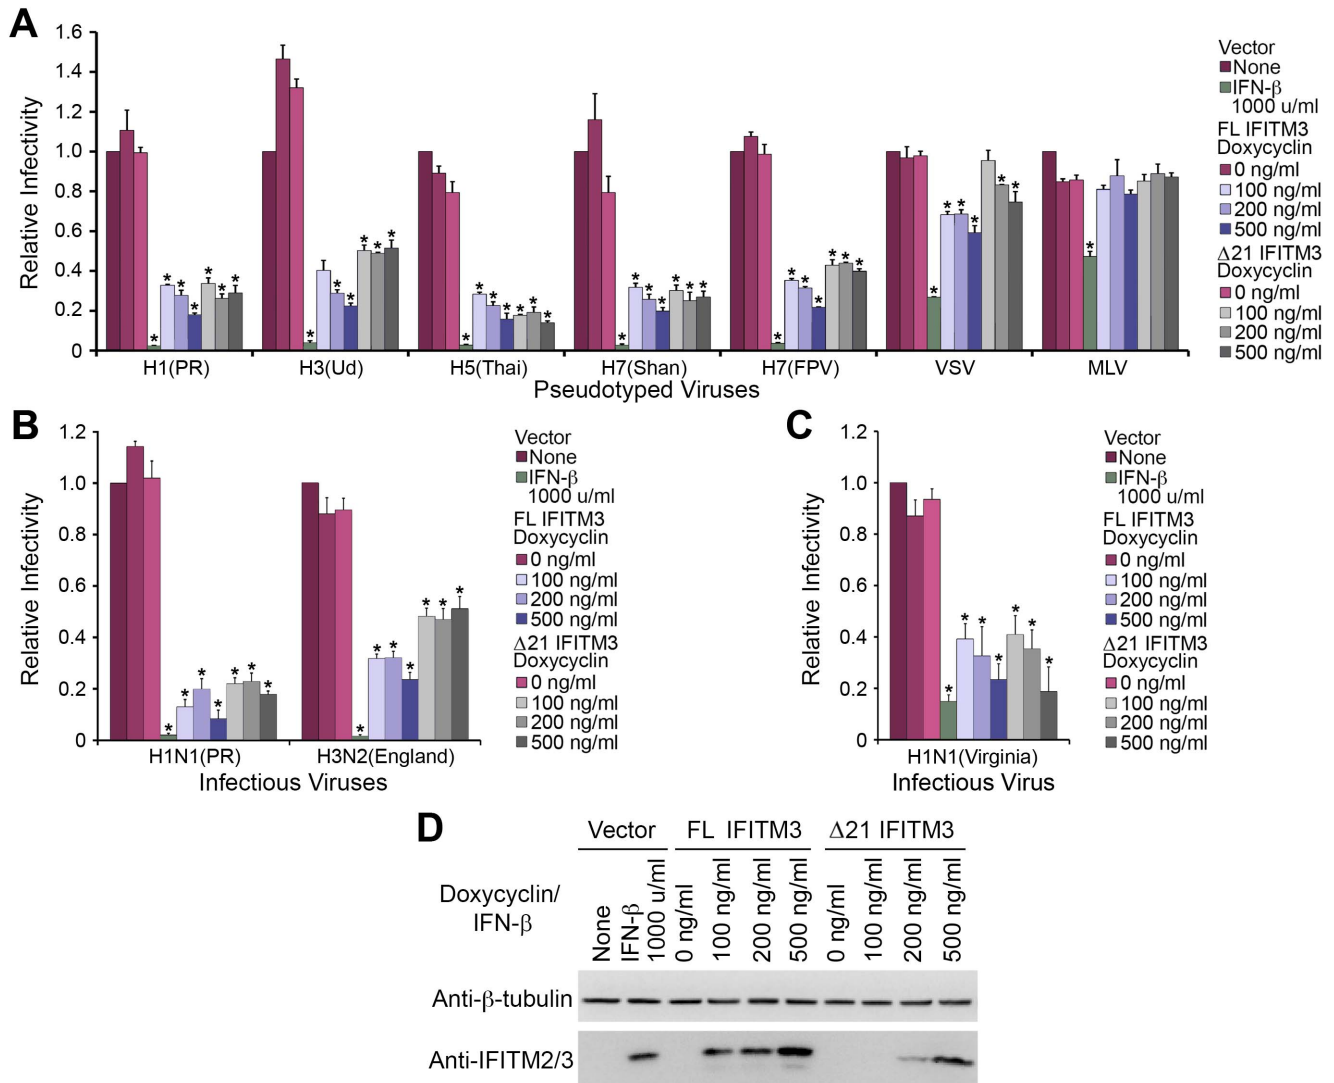 A
1.6
1.4
1.2
1.0
0.8
0.6
0.4
0.2
0
Relative Infectivity
* * * * * * *
* * * * * *
* * * * * * *
* * * * * * *
* * * * * * *
* * * * * *
*
H1(PR) H3(Ud) H5(Thai) H7(Shan) H7(FPV) VSV MLV
Pseudotyped Viruses
Vector
None
IFN-β
1000 u/ml
FL IFITM3
Doxycyclin
0 ng/ml
100 ng/ml
200 ng/ml
500 ng/ml
Δ21 IFITM3
Doxycyclin
0 ng/ml
100 ng/ml
200 ng/ml
500 ng/ml
B
1.2
1.0
0.8
0.6
0.4
0.2
0
Relative Infectivity
* * * * * * *
* * * * * * *
H1N1(PR) H3N2(England)
Infectious Viruses
Vector
None
IFN-β
1000 u/ml
FL IFITM3
Doxycyclin
0 ng/ml
100 ng/ml
200 ng/ml
500 ng/ml
Δ21 IFITM3
Doxycyclin
0 ng/ml
100 ng/ml
200 ng/ml
500 ng/ml
C
1.2
1.0
0.8
0.6
0.4
0.2
0
Relative Infectivity
* * * * * * *
H1N1(Virginia)
Infectious Virus
Vector
None
IFN-β
1000 u/ml
FL IFITM3
Doxycyclin
0 ng/ml
100 ng/ml
200 ng/ml
500 ng/ml
Δ21 IFITM3
Doxycyclin
0 ng/ml
100 ng/ml
200 ng/ml
500 ng/ml
D
Vector FL IFITM3 Δ21 IFITM3
Doxycyclin/
IFN-β
None
IFN-β
1000 u/ml
0 ng/ml
100 ng/ml
200 ng/ml
500 ng/ml
0 ng/ml
100 ng/ml
200 ng/ml
500 ng/ml
Anti-β-tubulin
Anti-IFITM2/3